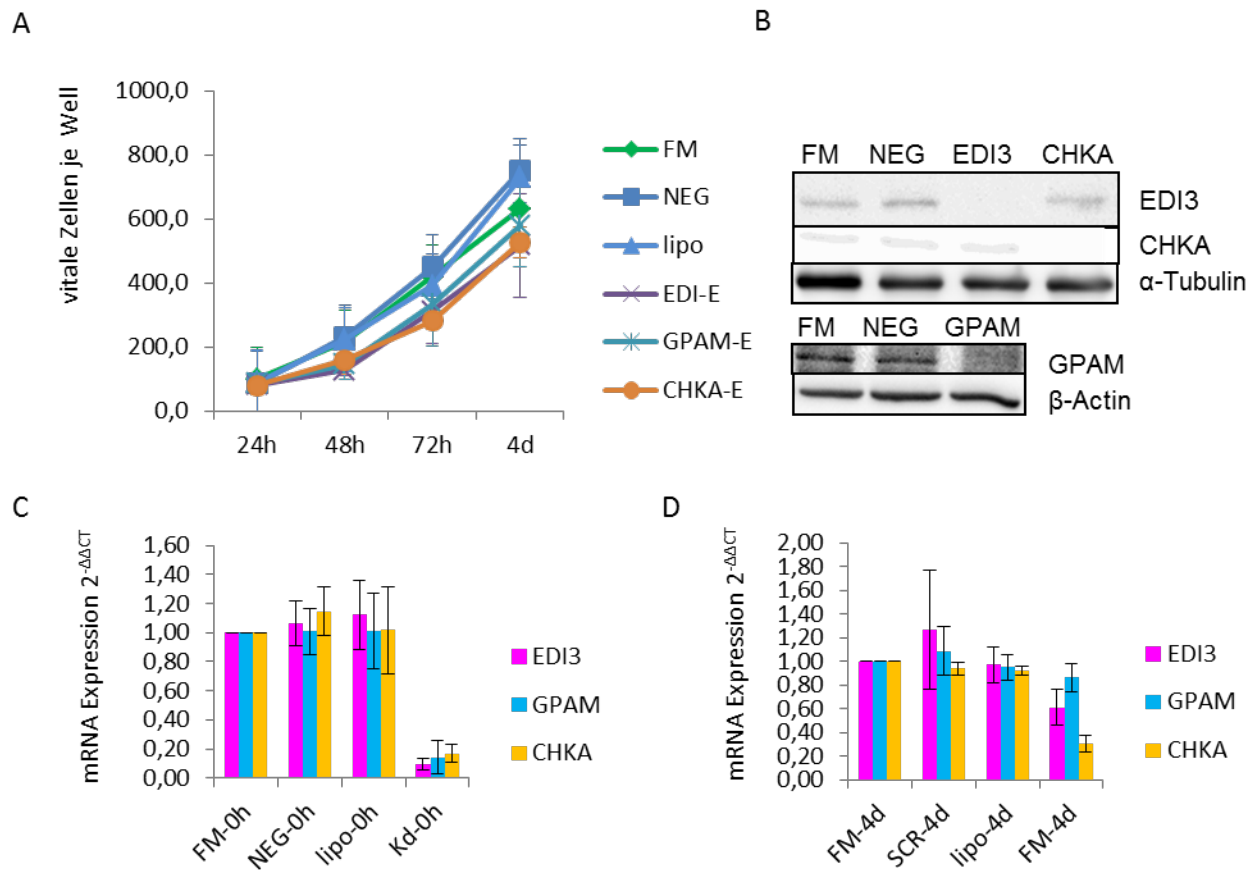 A
vitale Zellen je Well
1000,0
800,0
600,0
400,0
200,0
0,0
24h 48h 72h 4d
FM
NEG
lipo
EDI-E
GPAM-E
CHKA-E
B
FM NEG EDI3 CHKA
EDI3
CHKA
α-Tubulin
FM NEG GPAM
GPAM
β-Actin
C
mRNA Expression 2^-ΔΔCT
1,60
1,40
1,20
1,00
0,80
0,60
0,40
0,20
0,00
FM-0h NEG-0h lipo-0h Kd-0h
EDI3
GPAM
CHKA
D
mRNA Expression 2^-ΔΔCT
2,00
1,80
1,60
1,40
1,20
1,00
0,80
0,60
0,40
0,20
0,00
FM-4d SCR-4d lipo-4d FM-4d
EDI3
GPAM
CHKA